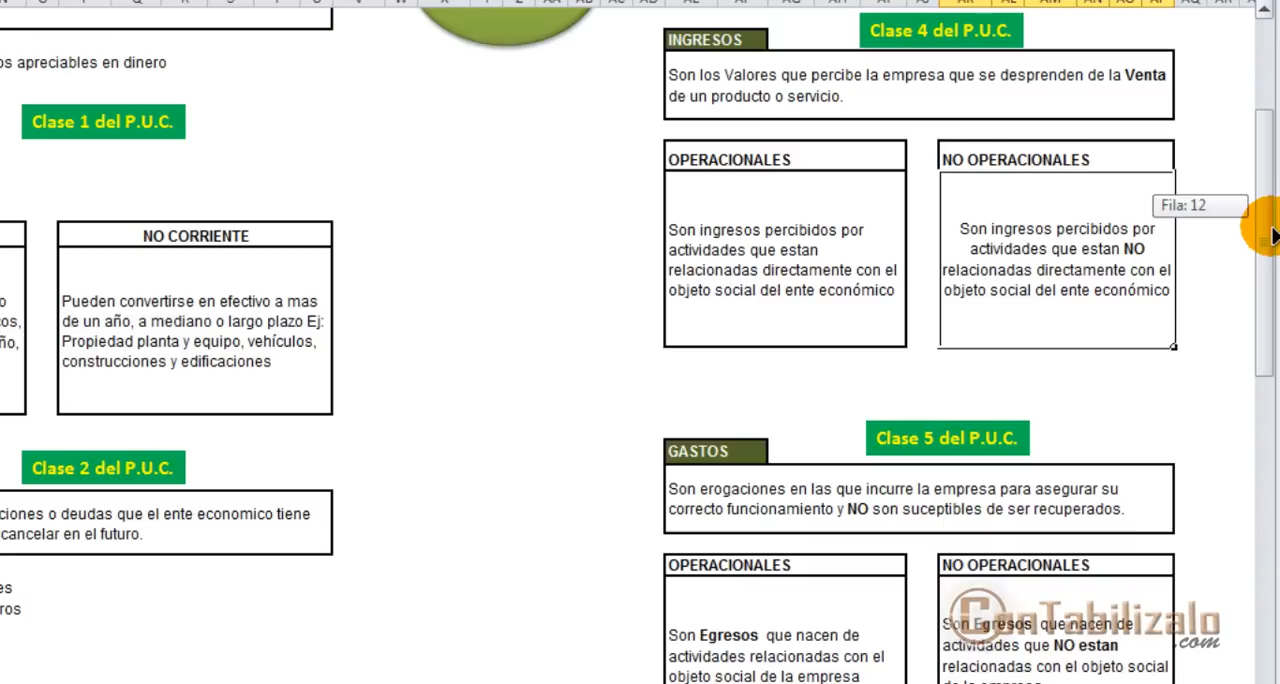 os apreciables en dinero
Clase 1 del P.U.C.
NO CORRIENTE
Pueden convertirse en efectivo a mas
de un año, a mediano o largo plazo Ej:
Propiedad planta y equipo, vehículos,
construcciones y edificaciones
o
cos,
ño,
Clase 2 del P.U.C.
ciones o deudas que el ente economico tiene
cancelar en el futuro.
es
ros
INGRESOS
Clase 4 del P.U.C.
Son los Valores que percibe la empresa que se desprenden de la Venta
de un producto o servicio.
OPERACIONALES
Son ingresos percibidos por
actividades que estan
relacionadas directamente con el
objeto social del ente económico
NO OPERACIONALES
Son ingresos percibidos por
actividades que estan NO
relacionadas directamente con el
objeto social del ente económico
Fila: 12
GASTOS
Clase 5 del P.U.C.
Son erogaciones en las que incurre la empresa para asegurar su
correcto funcionamiento y NO son suceptibles de ser recuperados.
OPERACIONALES
Son Egresos que nacen de
actividades relacionadas con el
objeto social de la empresa
NO OPERACIONALES
Son Egresos que nacen de
actividades que NO estan
relacionadas con el objeto social
ConTabilizalo
.com